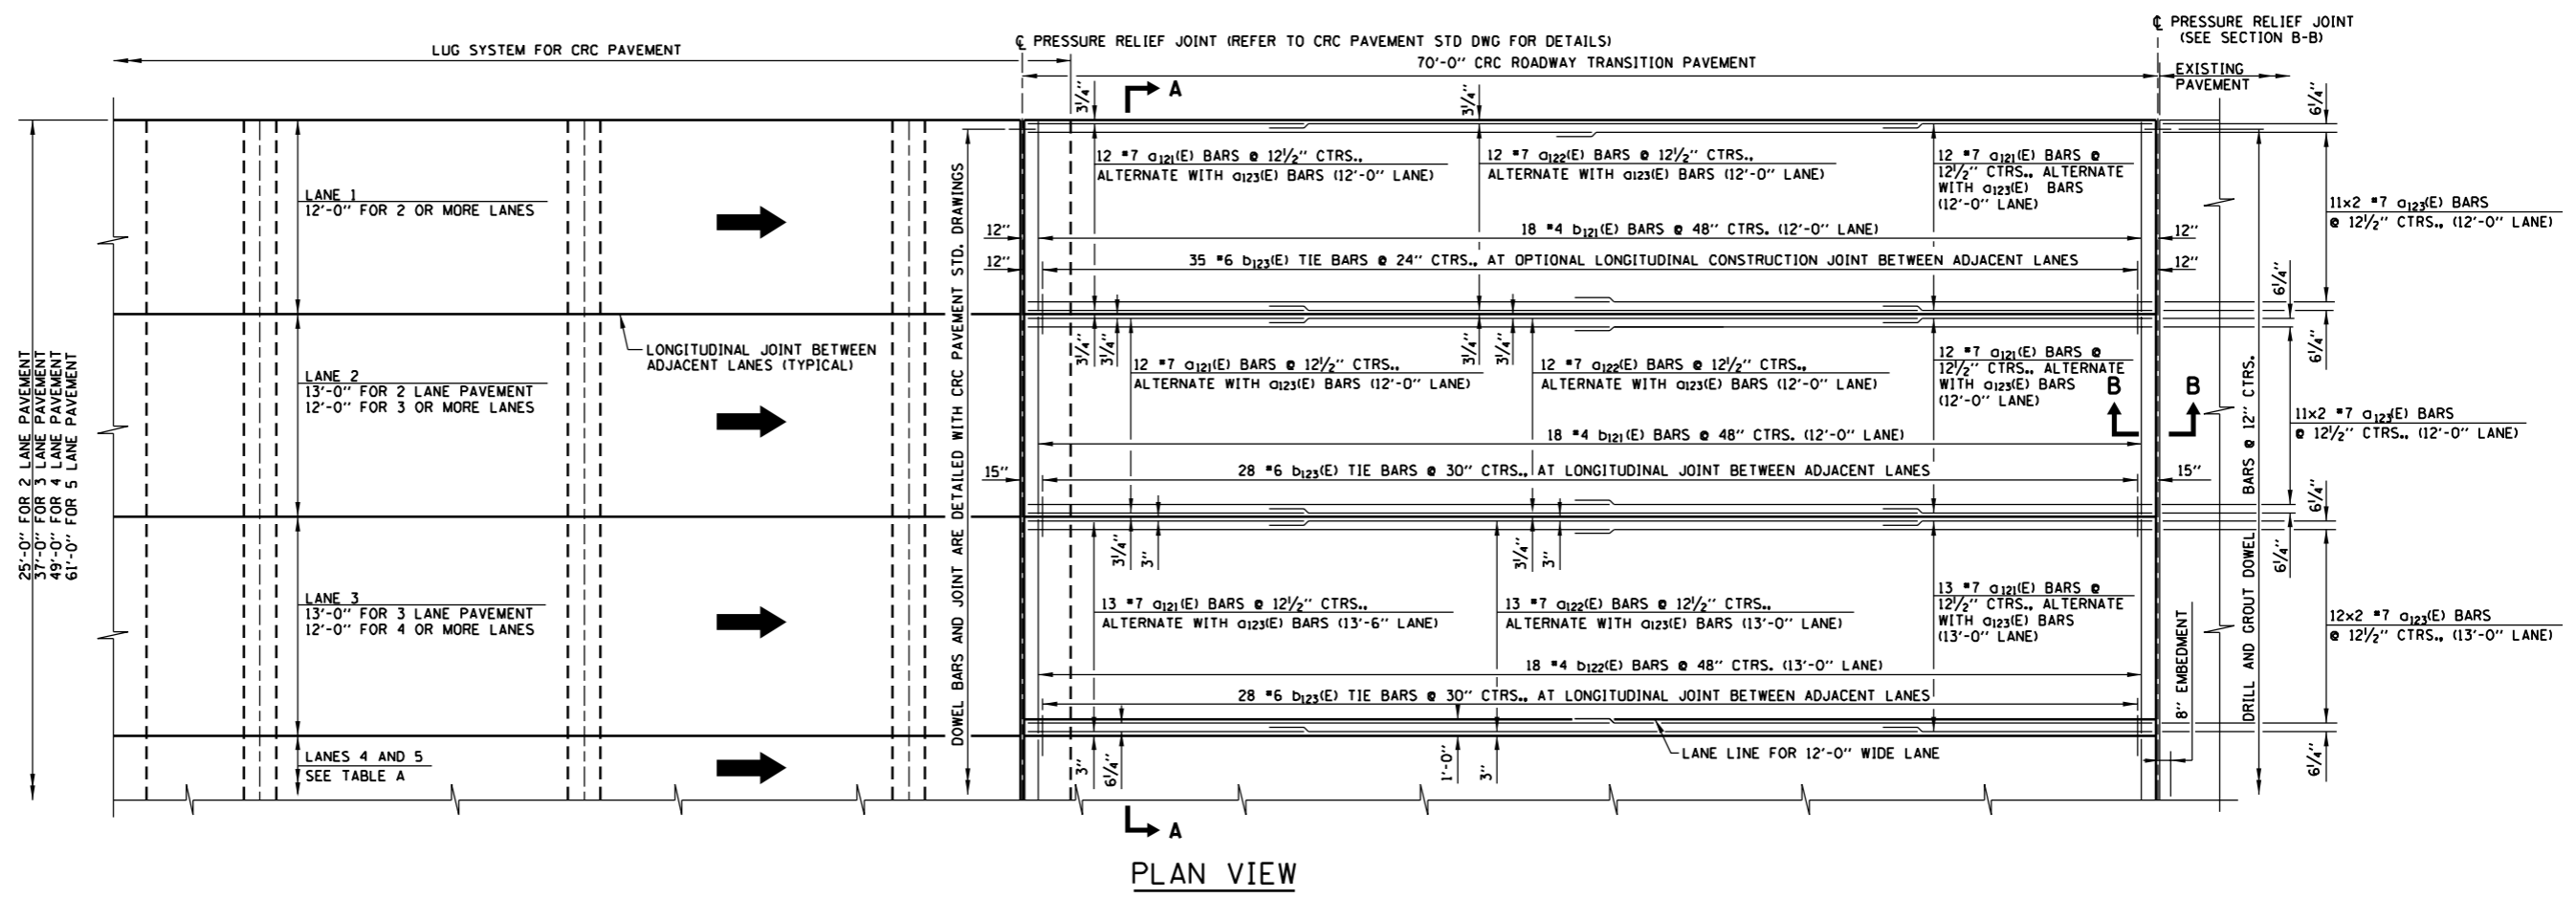 ℄ PRESSURE RELIEF JOINT
(SEE SECTION B-B)
LUG SYSTEM FOR CRC PAVEMENT
℄ PRESSURE RELIEF JOINT (REFER TO CRC PAVEMENT STD DWG FOR DETAILS)
70'-0" CRC ROADWAY TRANSITION PAVEMENT
EXISTING
PAVEMENT
A
3¼"
3¼"
6¼"
12 #7 a121(E) BARS @ 12½" CTRS.,
ALTERNATE WITH a123(E) BARS (12'-0" LANE)
12 #7 a122(E) BARS @ 12½" CTRS.,
ALTERNATE WITH a123(E) BARS (12'-0" LANE)
12 #7 a121(E) BARS @
12½" CTRS., ALTERNATE
WITH a123(E) BARS
(12'-0" LANE)
LANE 1
12'-0" FOR 2 OR MORE LANES
11x2 #7 a123(E) BARS
@ 12½" CTRS., (12'-0" LANE)
12"
18 #4 b121(E) BARS @ 48" CTRS. (12'-0" LANE)
12"
12"
35 #6 b123(E) TIE BARS @ 24" CTRS., AT OPTIONAL LONGITUDINAL CONSTRUCTION JOINT BETWEEN ADJACENT LANES
12"
6¼"
6¼"
LONGITUDINAL JOINT BETWEEN
ADJACENT LANES (TYPICAL)
3¼"
3¼"
3¼"
3¼"
12 #7 a121(E) BARS @ 12½" CTRS.,
ALTERNATE WITH a123(E) BARS (12'-0" LANE)
12 #7 a122(E) BARS @ 12½" CTRS.,
ALTERNATE WITH a123(E) BARS (12'-0" LANE)
12 #7 a121(E) BARS @
12½" CTRS., ALTERNATE
WITH a123(E) BARS
(12'-0" LANE)
LANE 2
13'-0" FOR 2 LANE PAVEMENT
12'-0" FOR 3 OR MORE LANES
B
B
11x2 #7 a123(E) BARS
@ 12½" CTRS., (12'-0" LANE)
18 #4 b121(E) BARS @ 48" CTRS. (12'-0" LANE)
15"
28 #6 b123(E) TIE BARS @ 30" CTRS., AT LONGITUDINAL JOINT BETWEEN ADJACENT LANES
15"
6¼"
6¼"
25'-0" FOR 2 LANE PAVEMENT
37'-0" FOR 3 LANE PAVEMENT
49'-0" FOR 4 LANE PAVEMENT
61'-0" FOR 5 LANE PAVEMENT
DOWEL BARS AND JOINT ARE DETAILED WITH CRC PAVEMENT STD. DRAWINGS
DRILL AND GROUT DOWEL BARS @ 12" CTRS.
8" EMBEDMENT
3¼"
3"
3¼"
3"
13 #7 a121(E) BARS @ 12½" CTRS.,
ALTERNATE WITH a123(E) BARS (13'-6" LANE)
13 #7 a122(E) BARS @ 12½" CTRS.,
ALTERNATE WITH a123(E) BARS (13'-0" LANE)
13 #7 a121(E) BARS @
12½" CTRS., ALTERNATE
WITH a123(E) BARS
(13'-0" LANE)
LANE 3
13'-0" FOR 3 LANE PAVEMENT
12'-0" FOR 4 OR MORE LANES
12x2 #7 a123(E) BARS
@ 12½" CTRS., (13'-0" LANE)
18 #4 b122(E) BARS @ 48" CTRS. (13'-0" LANE)
28 #6 b123(E) TIE BARS @ 30" CTRS., AT LONGITUDINAL JOINT BETWEEN ADJACENT LANES
LANES 4 AND 5
SEE TABLE A
LANE LINE FOR 12'-0" WIDE LANE
3"
6¼"
1'-0"
3"
6¼"
A
PLAN VIEW